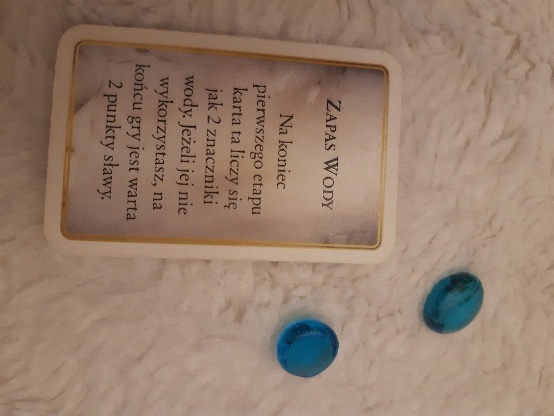 Zapas Wody
Na koniec
pierwszego etapu
karta ta liczy się
jak 2 znaczniki
wody. Jeżeli jej nie
wykorzystasz, na
końcu gry jest warta
2 punkty sławy.